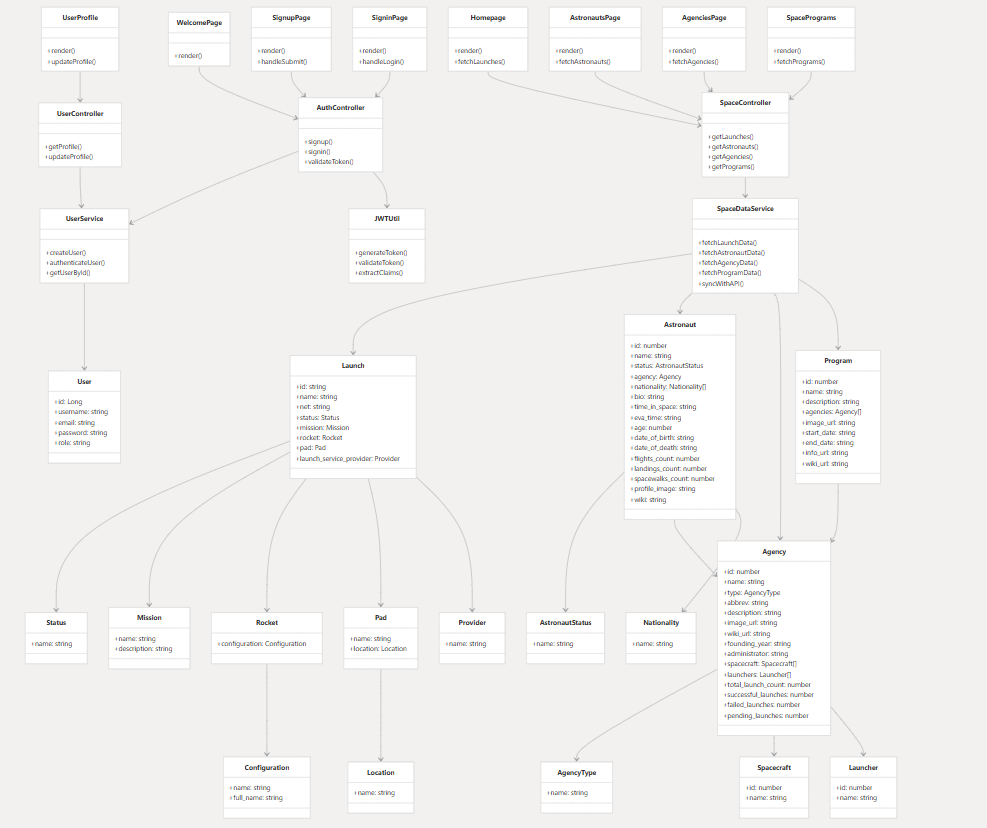 UserProfile
+render()
+updateProfile()
WelcomePage
+render()
SignupPage
+render()
+handleSubmit()
SigninPage
+render()
+handleLogin()
Homepage
+render()
+fetchLaunches()
AstronautsPage
+render()
+fetchAstronauts()
AgenciesPage
+render()
+fetchAgencies()
SpacePrograms
+render()
+fetchPrograms()
UserController
+getProfile()
+updateProfile()
AuthController
+signup()
+signin()
+validateToken()
SpaceController
+getLaunches()
+getAstronauts()
+getAgencies()
+getPrograms()
UserService
+createUser()
+authenticateUser()
+getUserById()
JWTUtil
+generateToken()
+validateToken()
+extractClaims()
SpaceDataService
+fetchLaunchData()
+fetchAstronautData()
+fetchAgencyData()
+fetchProgramData()
+syncWithAPI()
User
+id: Long
+username: string
+email: string
+password: string
+role: string
Launch
+id: string
+name: string
+net: string
+status: Status
+mission: Mission
+rocket: Rocket
+pad: Pad
+launch_service_provider: Provider
Astronaut
+id: number
+name: string
+status: AstronautStatus
+agency: Agency
+nationality: Nationality[]
+bio: string
+time_in_space: string
+eva_time: string
+age: number
+date_of_birth: string
+date_of_death: string
+flights_count: number
+landings_count: number
+spacewalks_count: number
+profile_image: string
+wiki: string
Program
+id: number
+name: string
+description: string
+agencies: Agency[]
+image_url: string
+start_date: string
+end_date: string
+info_url: string
+wiki_url: string
Agency
+id: number
+name: string
+type: AgencyType
+abbrev: string
+description: string
+image_url: string
+wiki_url: string
+founding_year: string
+administrator: string
+spacecraft: Spacecraft[]
+launchers: Launcher[]
+total_launch_count: number
+successful_launches: number
+failed_launches: number
+pending_launches: number
Status
+name: string
Mission
+name: string
+description: string
Rocket
+configuration: Configuration
Pad
+name: string
+location: Location
Provider
+name: string
AstronautStatus
+name: string
Nationality
+name: string
Configuration
+name: string
+full_name: string
Location
+name: string
AgencyType
+name: string
Spacecraft
+id: number
+name: string
Launcher
+id: number
+name: string